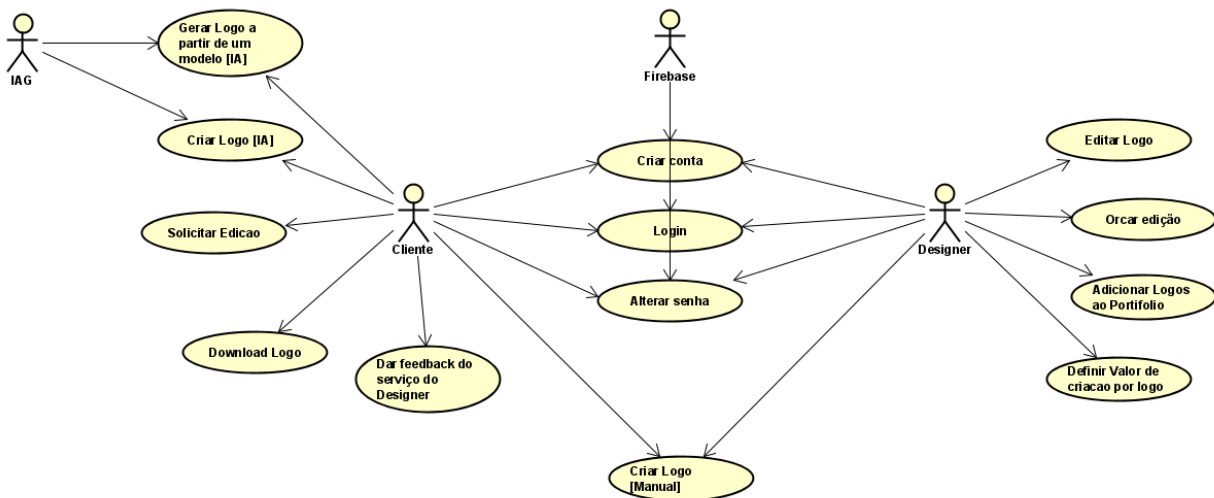 Gerar Logo a
partir de um
modelo [IA]
IAG
Firebase
Criar Logo [IA]
Criar conta
Editar Logo
Solicitar Edicao
Cliente
Login
Designer
Orcar edição
Alterar senha
Adicionar Logos
ao Portifolio
Download Logo
Dar feedback do
serviço do
Designer
Definir Valor de
criacao por logo
Criar Logo
[Manual]